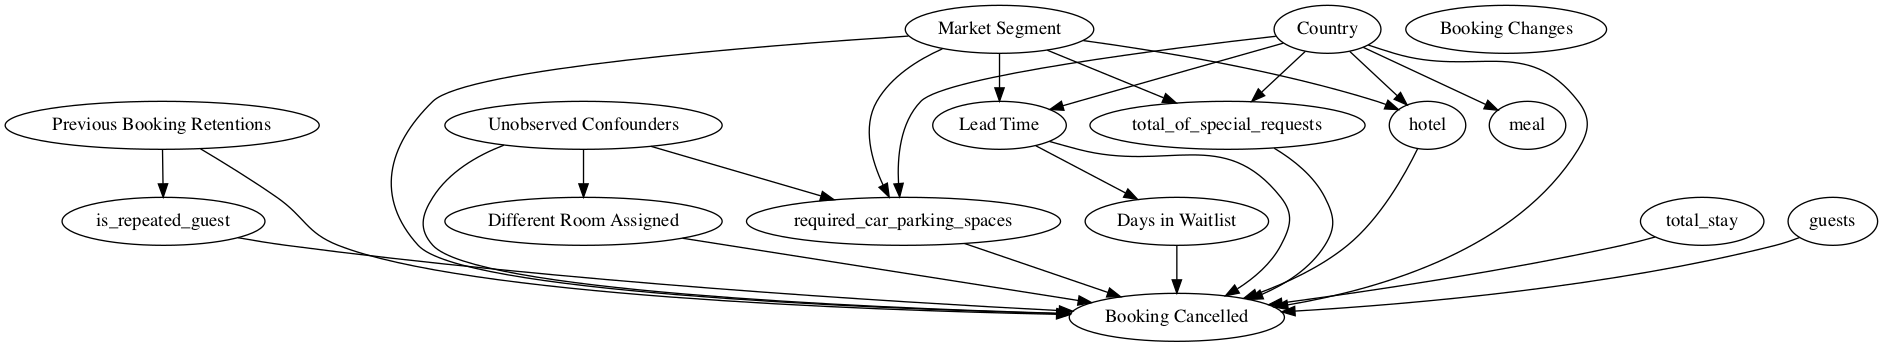 Market Segment
Country
Booking Changes
Previous Booking Retentions
Unobserved Confounders
Lead Time
total_of_special_requests
hotel
meal
is_repeated_guest
Different Room Assigned
required_car_parking_spaces
Days in Waitlist
total_stay
guests
Booking Cancelled